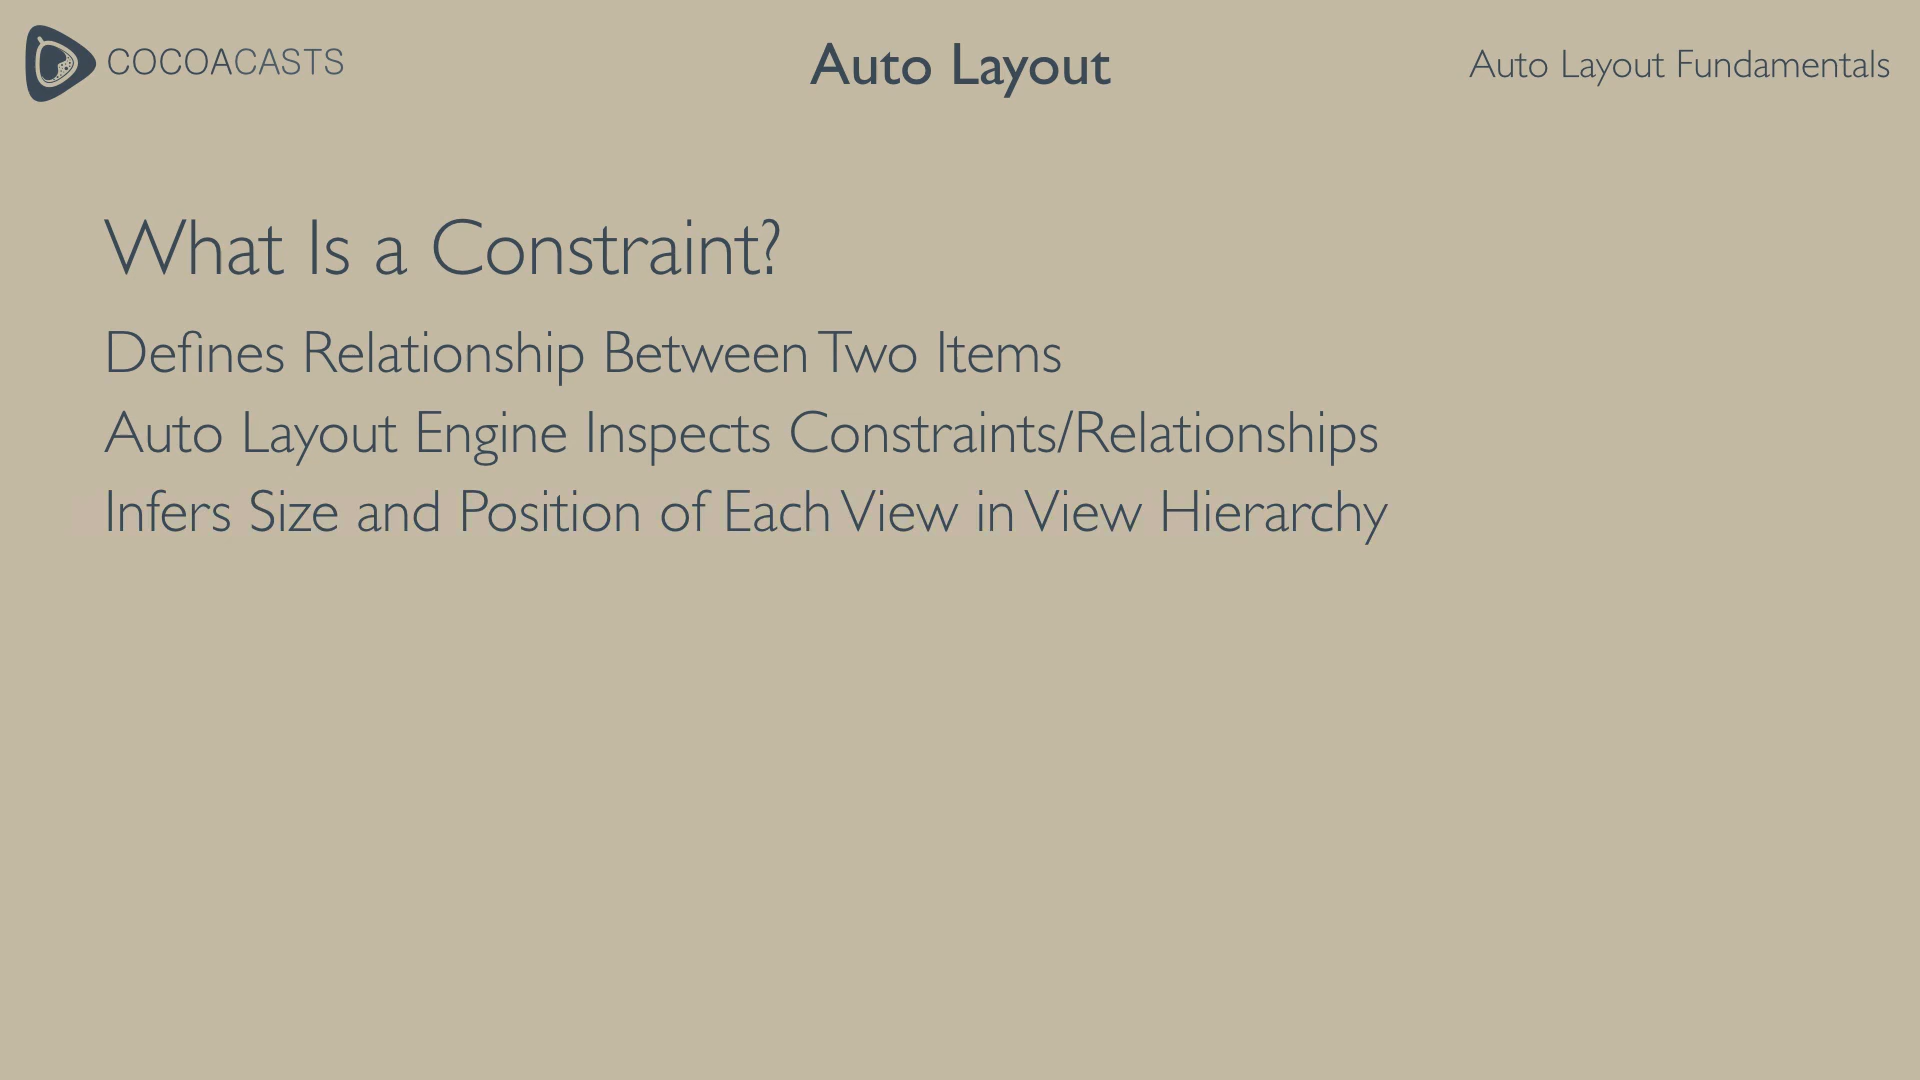 COCOACASTS
Auto Layout
Auto Layout Fundamentals
What Is a Constraint?
Defines Relationship Between Two Items
Auto Layout Engine Inspects Constraints/Relationships
Infers Size and Position of Each View in View Hierarchy